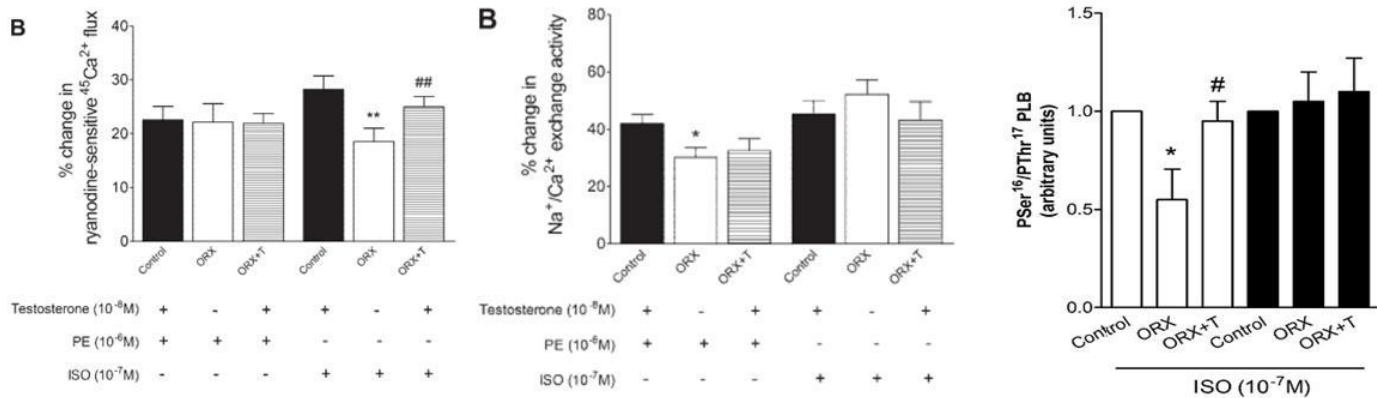 B
% change in
ryanodine-sensitive ⁴⁵Ca²⁺ flux
40
30
20
10
0
**
##
Control
ORX
ORX+T
Control
ORX
ORX+T
Testosterone (10⁻⁸M) + - + + - +
PE (10⁻⁶M) + + + - - -
ISO (10⁻⁷M) - - - + + +
B
% change in
Na⁺/Ca²⁺ exchange activity
80
60
40
20
0
*
Control
ORX
ORX+T
Control
ORX
ORX+T
Testosterone (10⁻⁸M) + - + + - +
PE (10⁻⁶M) + + + - - -
ISO (10⁻⁷M) - - - + + +
PSer¹⁶/PThr¹⁷ PLB
(arbitrary units)
1.5
1.0
0.5
0.0
*
#
Control
ORX
ORX+T
Control
ORX
ORX+T
ISO (10⁻⁷M)